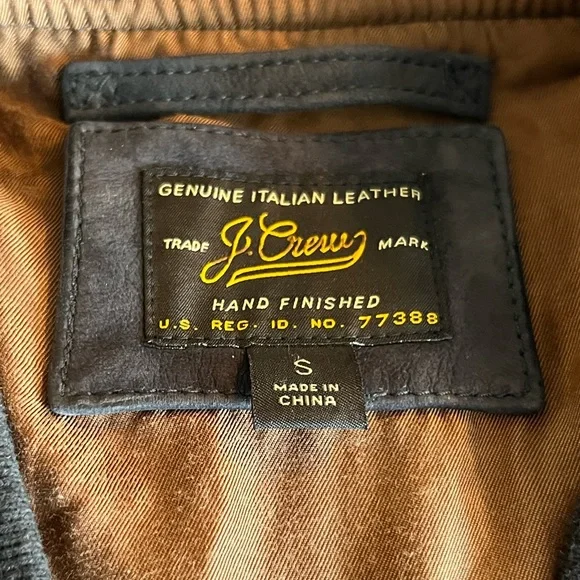 GENUINE ITALIAN LEATHER
TRADE J.Crew MARK
HAND FINISHED
U.S. REG. ID. NO. 77388
S
MADE IN
CHINA